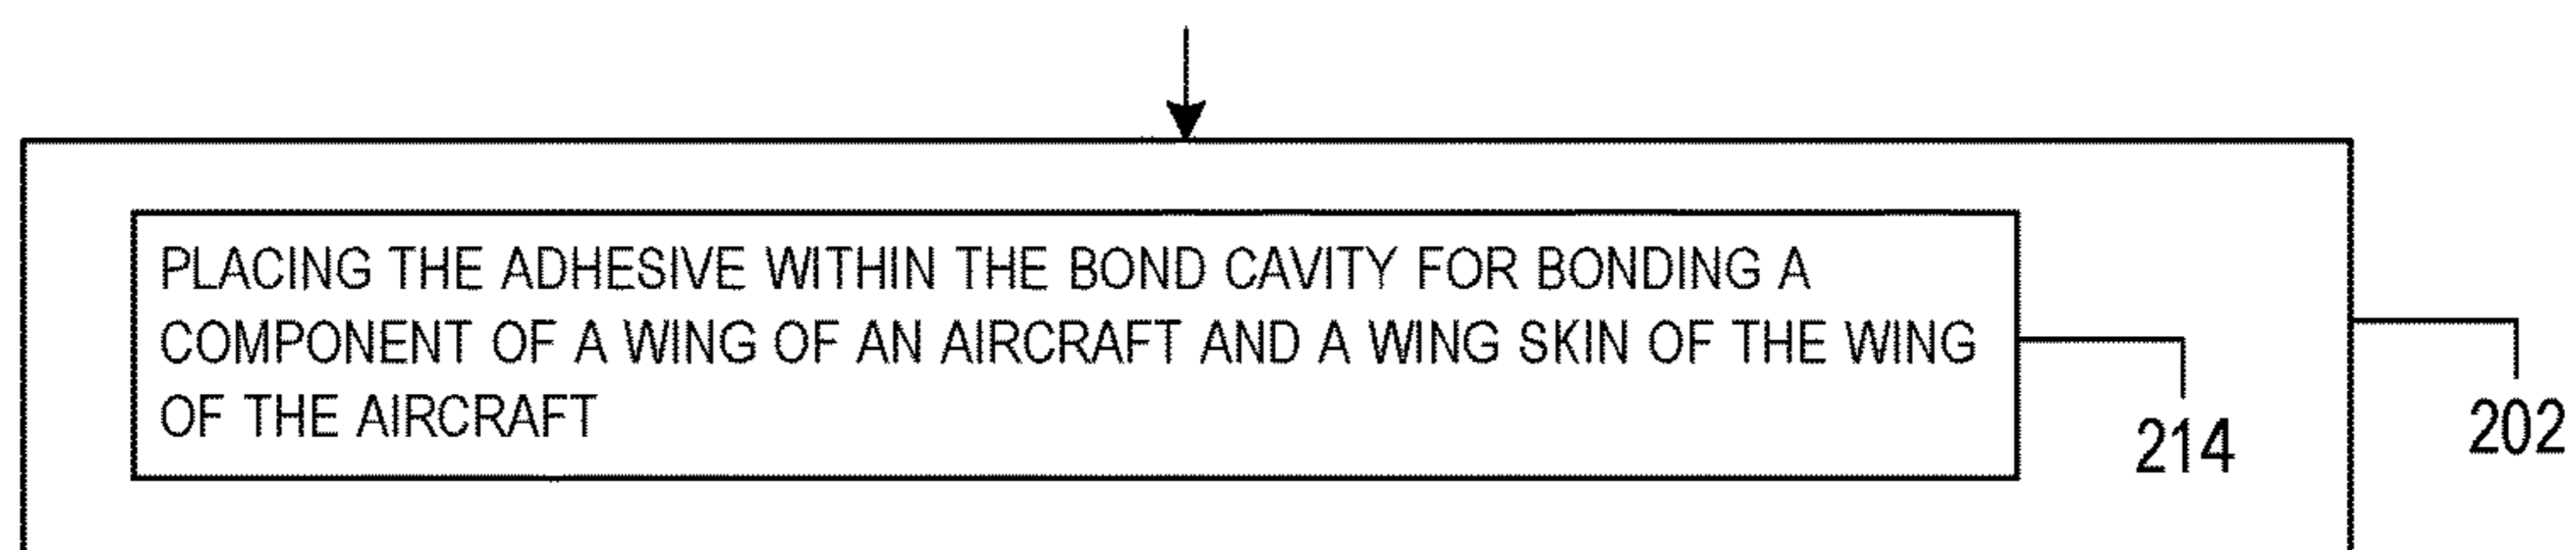 PLACING THE ADHESIVE WITHIN THE BOND CAVITY FOR BONDING A
COMPONENT OF A WING OF AN AIRCRAFT AND A WING SKIN OF THE WING
OF THE AIRCRAFT
214
202